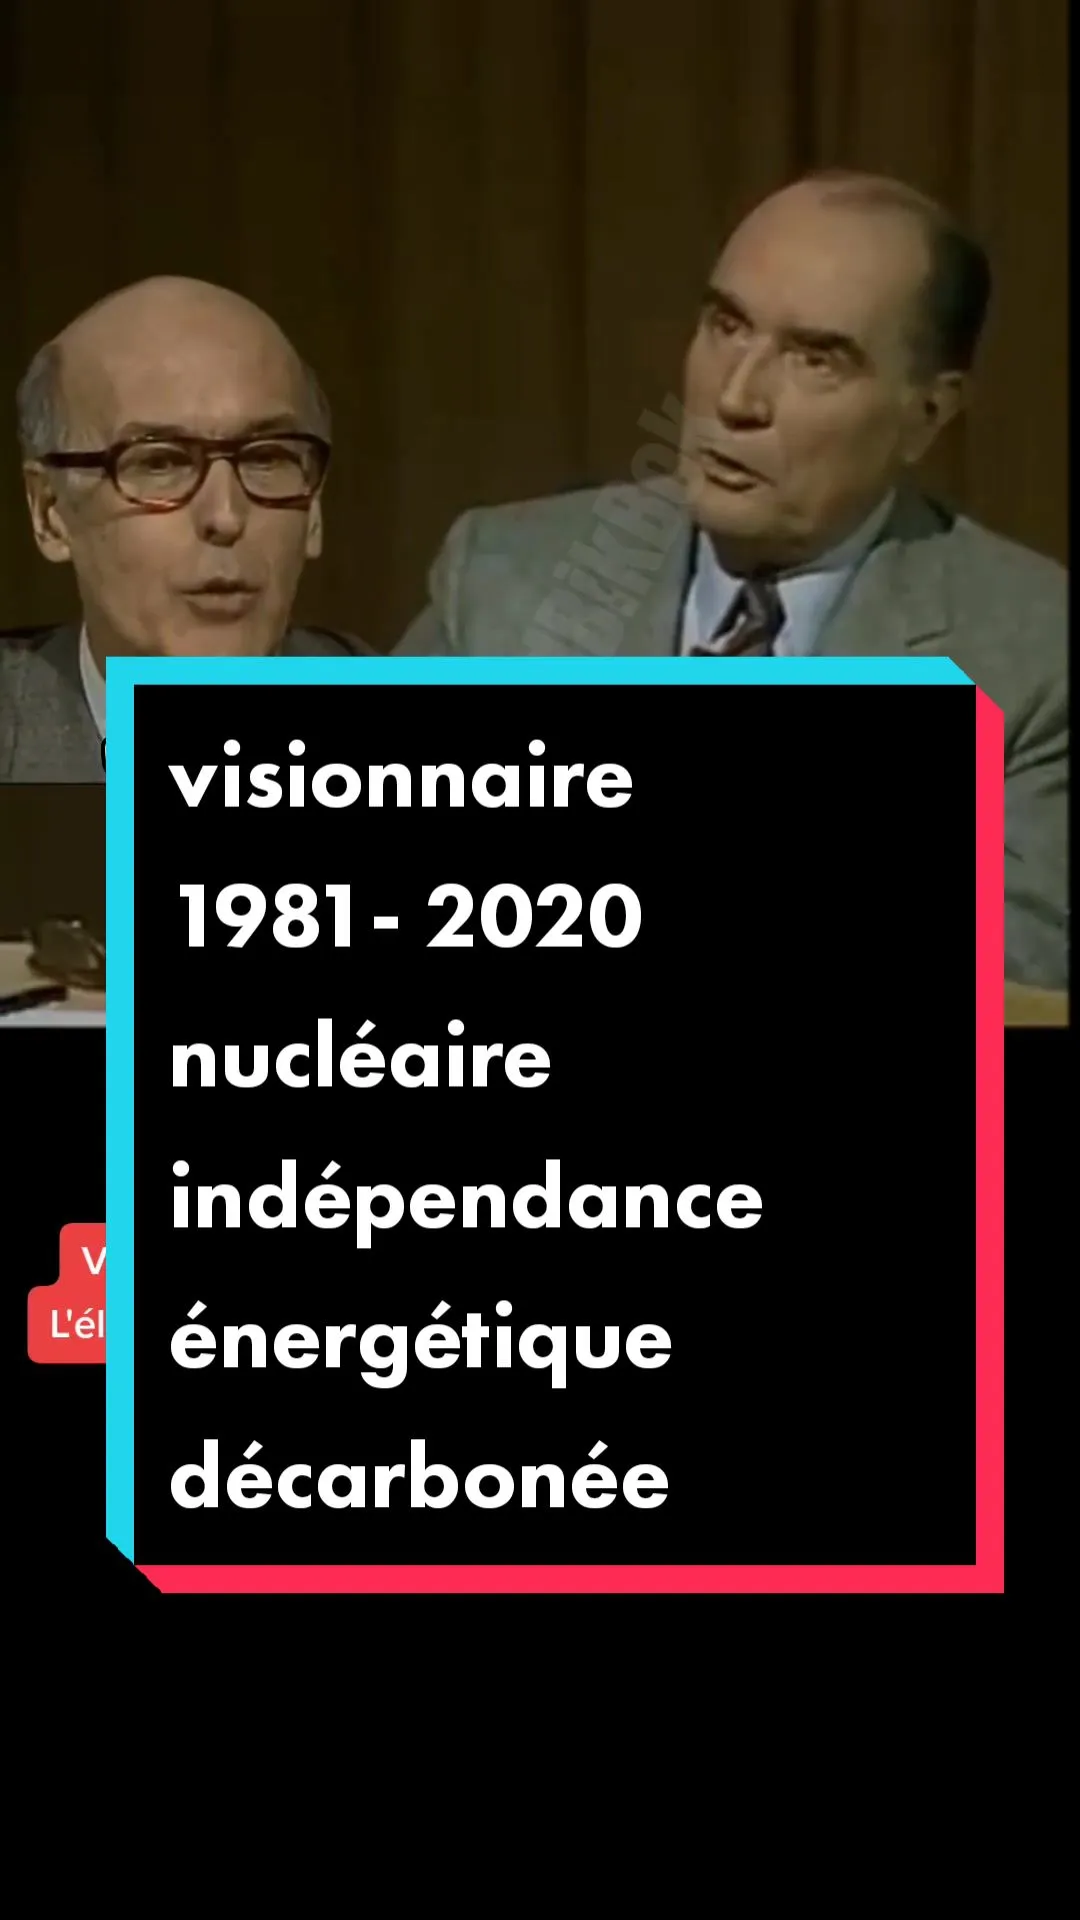 visionnaire
1981- 2020
nucléaire
indépendance
énergétique
décarbonée